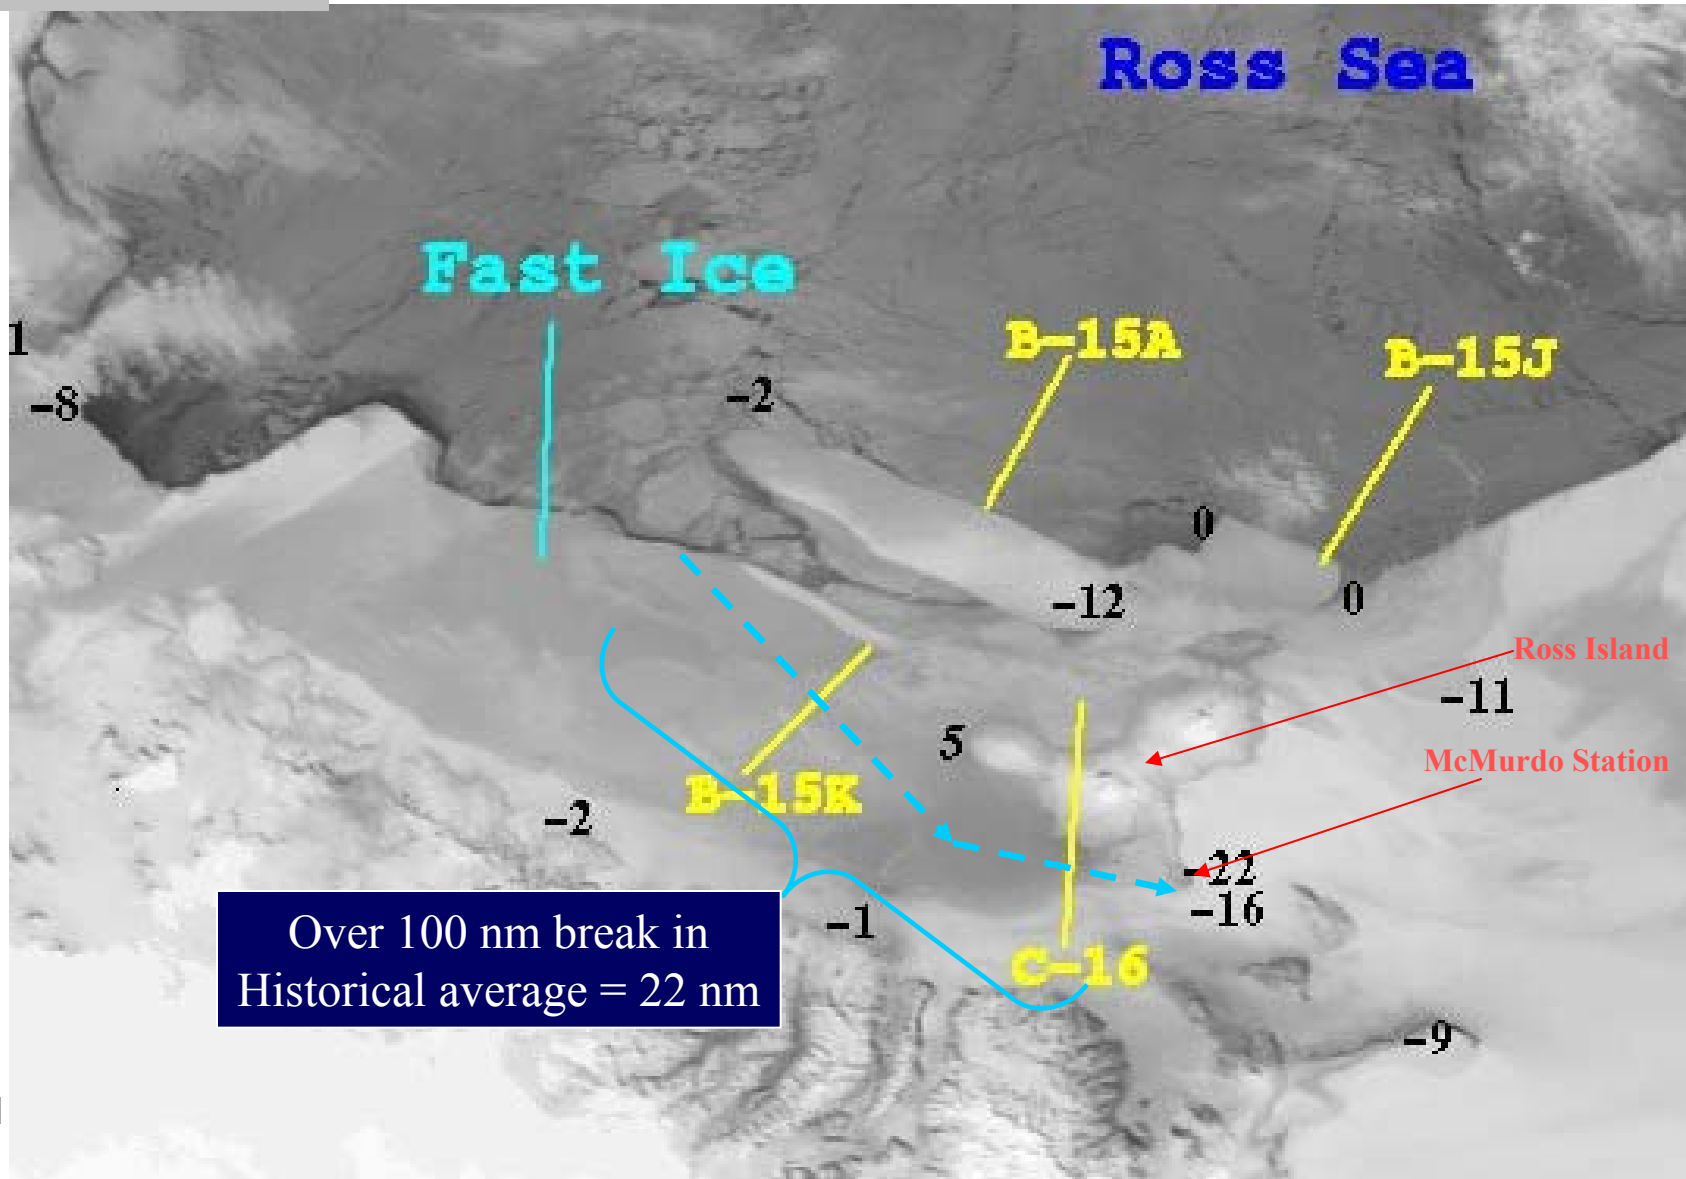 Ross Sea
Fast Ice
B-15A
B-15J
1
-8
-2
0
-12
0
Ross Island
-11
5
McMurdo Station
B-15K
-2
-22
-16
-1
C-16
Over 100 nm break in
Historical average = 22 nm
-9